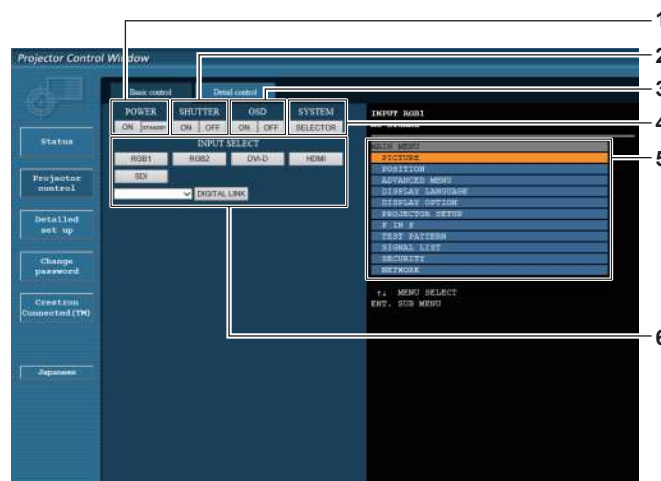 1
2
Projector Control Window
3
Basic control
Detail control
POWER SHUTTER OSD SYSTEM
ON STANDBY ON OFF ON OFF SELECTOR
4
INPUT RGB1
INPUT SELECT
RGB1 RGB2 DVI-D HDMI
SDI
DIGITAL LINK
MAIN MENU
5
PICTURE
POSITION
ADVANCED MENU
DISPLAY LANGUAGE
DISPLAY OPTION
PROJECTOR SETUP
P IN P
TEST PATTERN
SIGNAL LIST
SECURITY
NETWORK
MENU SELECT
ENT. SUB MENU
6
Status
Projector
control
Detailed
set up
Change
password
Crestron
Connected(TM)
Japanese